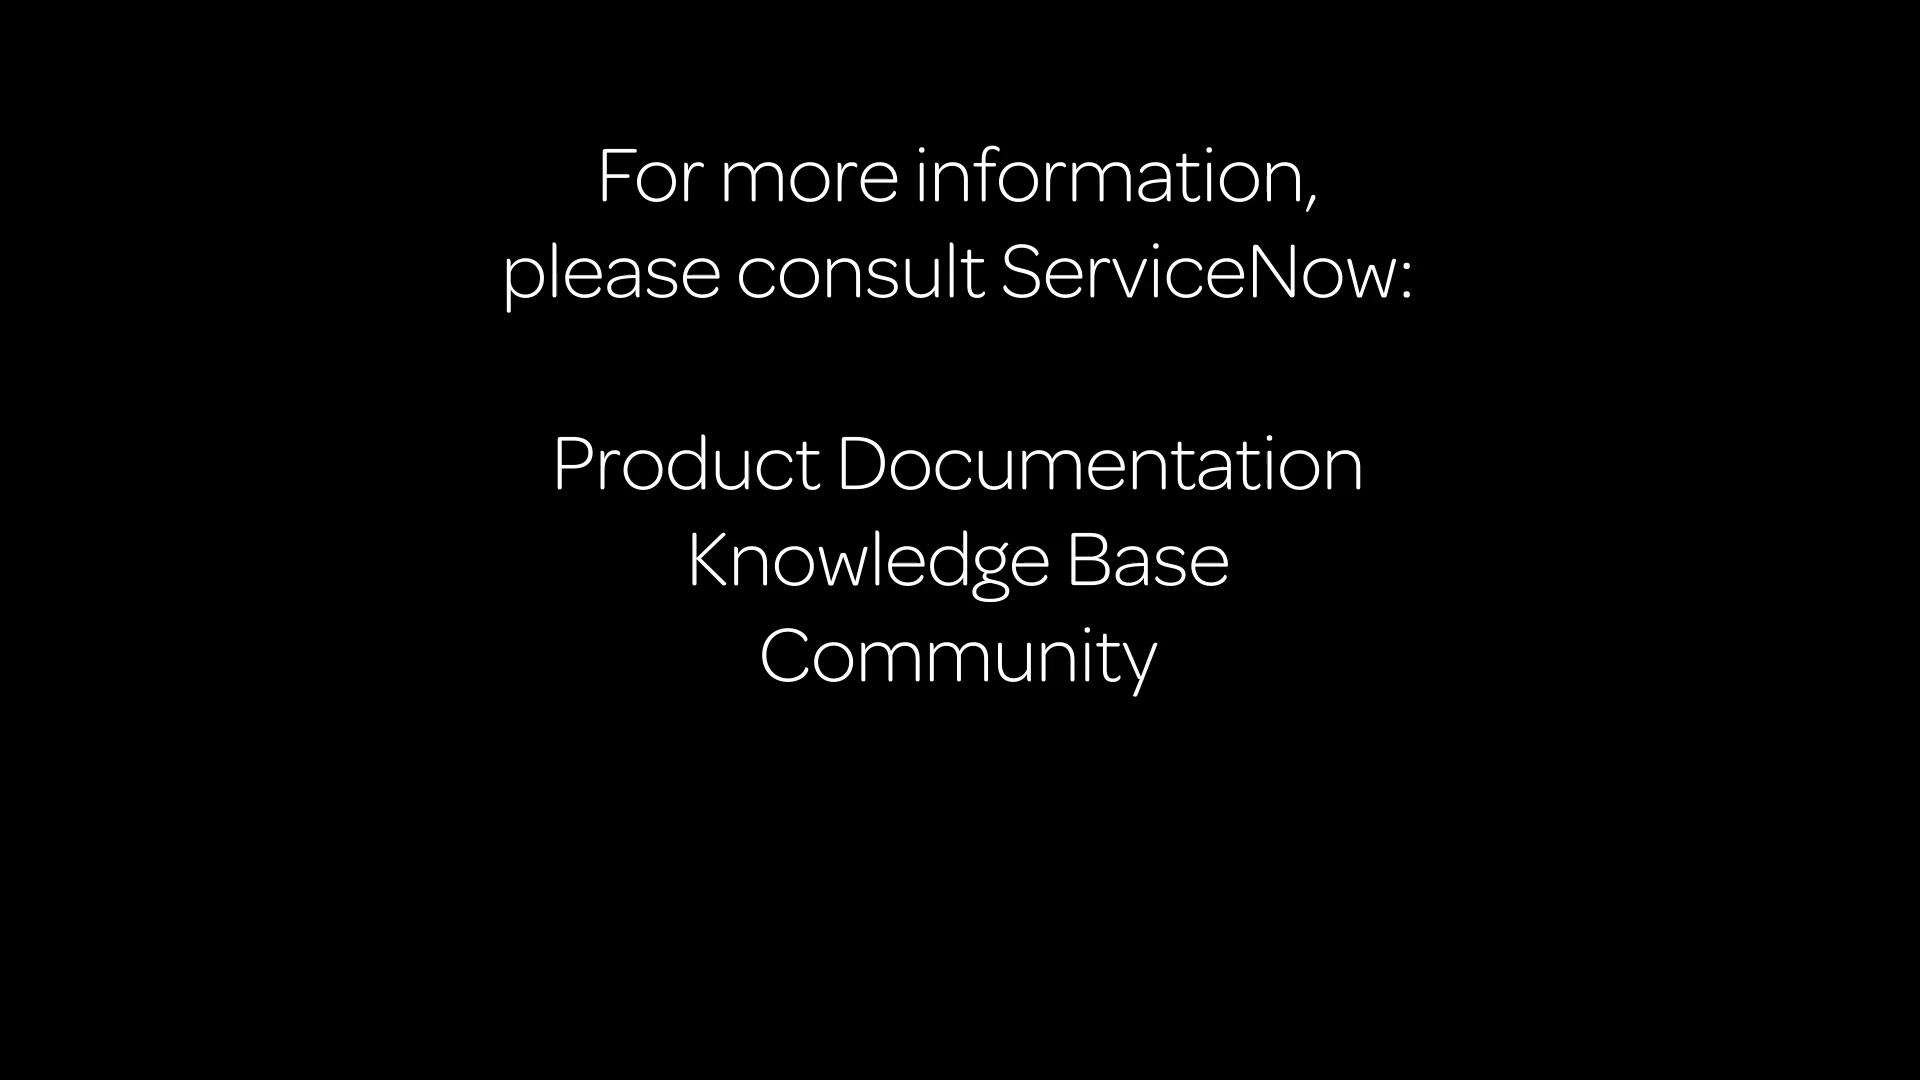 For more information,
please consult ServiceNow:
Product Documentation
Knowledge Base
Community